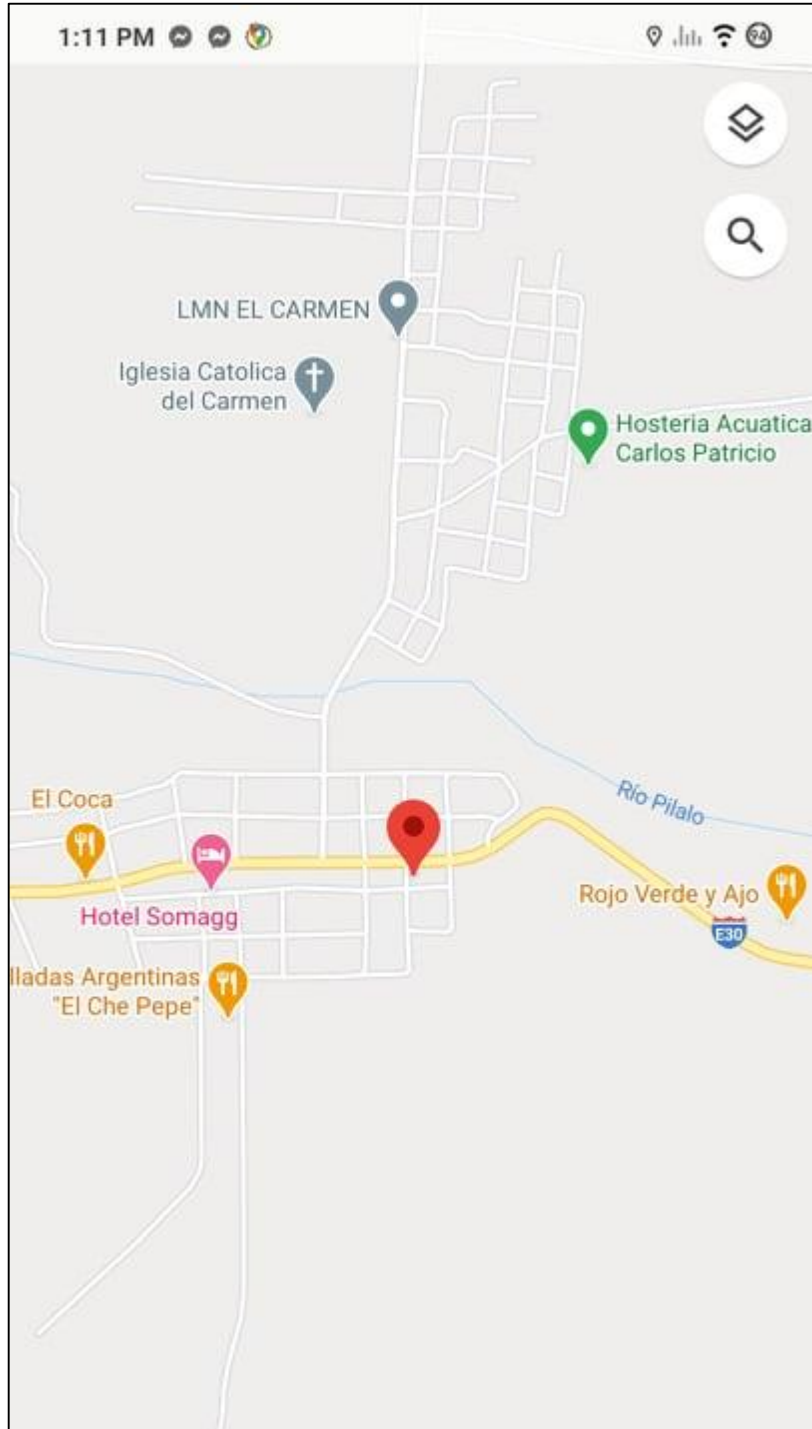 1:11 PM
94
LMN EL CARMEN
Iglesia Catolica
del Carmen
Hosteria Acuatica
Carlos Patricio
Río Pilalo
El Coca
Hotel Somagg
Rojo Verde y Ajo
E30
lladas Argentinas
"El Che Pepe"